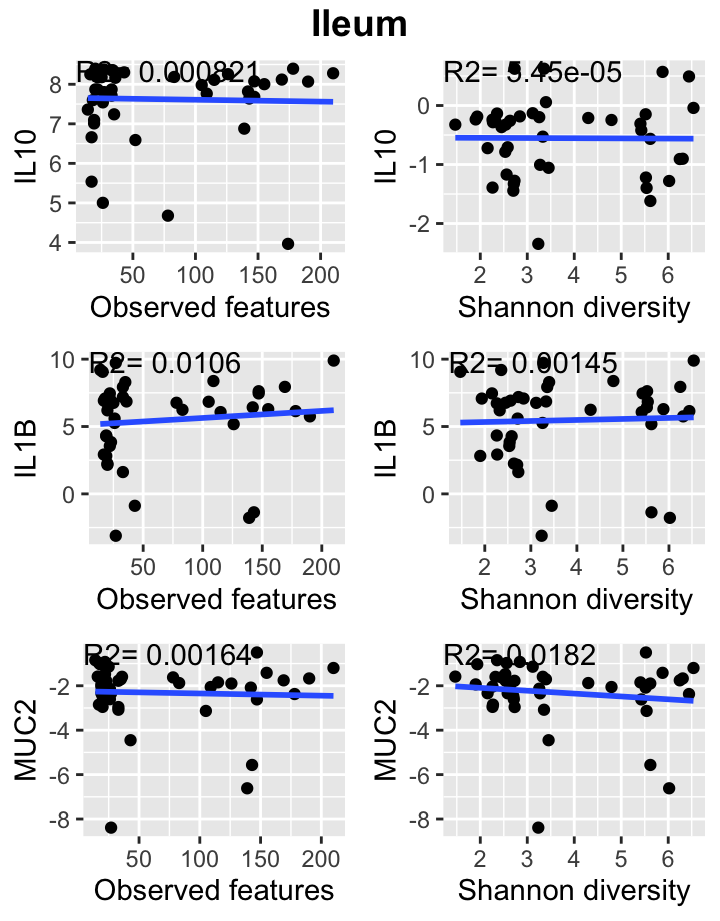 Ileum
R2= 0.000821
IL10
8
7
6
5
4
50 100 150 200
Observed features
R2= 3.45e-05
IL10
0
-1
-2
2 3 4 5 6
Shannon diversity
R2= 0.0106
IL1B
10
5
0
50 100 150 200
Observed features
R2= 0.00145
IL1B
10
5
0
2 3 4 5 6
Shannon diversity
R2= 0.00164
MUC2
-2
-4
-6
-8
50 100 150 200
Observed features
R2= 0.0182
MUC2
-2
-4
-6
-8
2 3 4 5 6
Shannon diversity